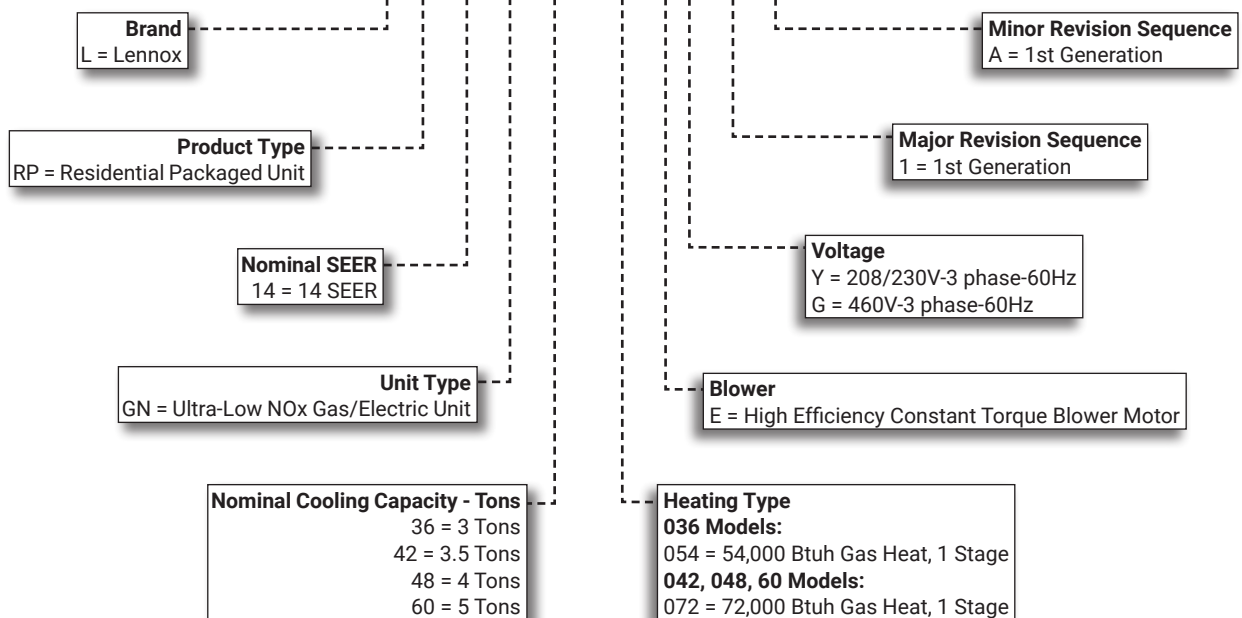 Brand
L = Lennox
Minor Revision Sequence
A = 1st Generation
Product Type
RP = Residential Packaged Unit
Major Revision Sequence
1 = 1st Generation
Nominal SEER
14 = 14 SEER
Voltage
Y = 208/230V-3 phase-60Hz
G = 460V-3 phase-60Hz
Unit Type
GN = Ultra-Low NOx Gas/Electric Unit
Blower
E = High Efficiency Constant Torque Blower Motor
Nominal Cooling Capacity - Tons
36 = 3 Tons
42 = 3.5 Tons
48 = 4 Tons
60 = 5 Tons
Heating Type
036 Models:
054 = 54,000 Btuh Gas Heat, 1 Stage
042, 048, 60 Models:
072 = 72,000 Btuh Gas Heat, 1 Stage